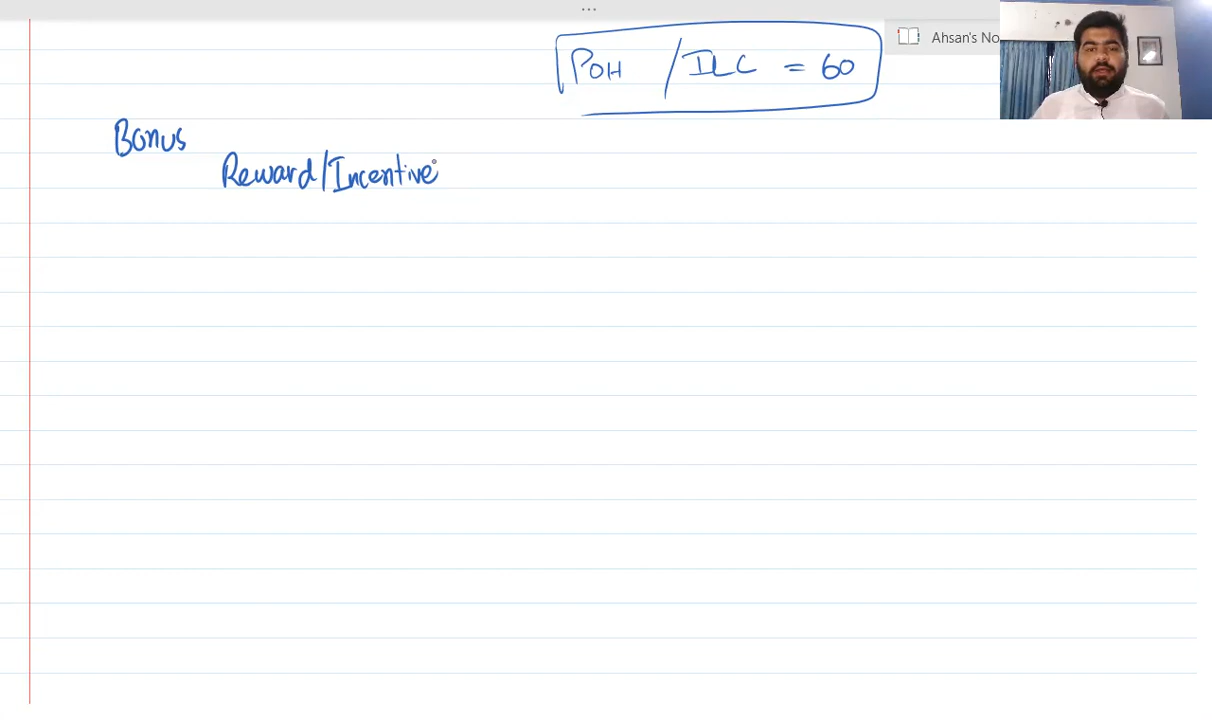 ...
POH / ILC = 60
Ahsan's No
Bonus
Reward/Incentive